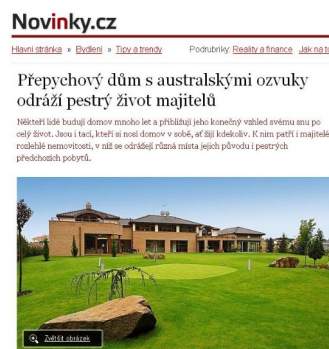 Novinky.cz
Hlavní stránka » Bydlení » Tipy a trendy Podrubriky: Reality a finance Jak na to
Přepychový dům s australskými ozvuky
odráží pestrý život majitelů
Někteří lidé budují domov mnoho let a přibližují jeho konečný vzhled svému snu po
celý život. Jsou i tací, kteří si nosí domov v sobě, ať žijí kdekoliv. K nim patří i majitelé
rozlehlé nemovitosti, v níž se odrážejí různá místa jejich původu i pestrých
předchozích pobytů.
Zvětšit obrázek